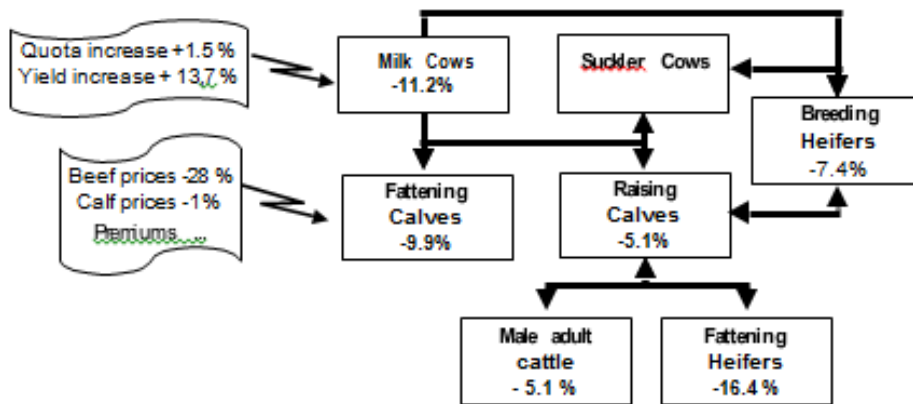 Quota increase +1.5 %
Yield increase + 13,7 %
Milk Cows
-11.2%
Suckler Cows
Breeding
Heifers
-7.4%
Beef prices -28 %
Calf prices -1%
Premiums ...
Fattening
Calves
-9.9%
Raising
Calves
-5.1%
Male adult
cattle
- 5.1 %
Fattening
Heifers
-16.4 %